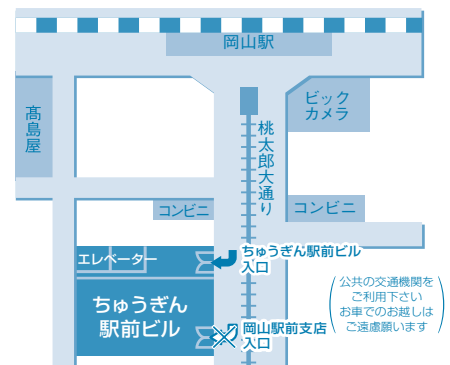 岡山駅
髙島屋
ビック
カメラ
桃太郎大通り
コンビニ
コンビニ
エレベーター
ちゅうぎん駅前ビル
入口
ちゅうぎん
駅前ビル
岡山駅前支店
入口
公共の交通機関を
ご利用下さい
お車でのお越しは
ご遠慮願います